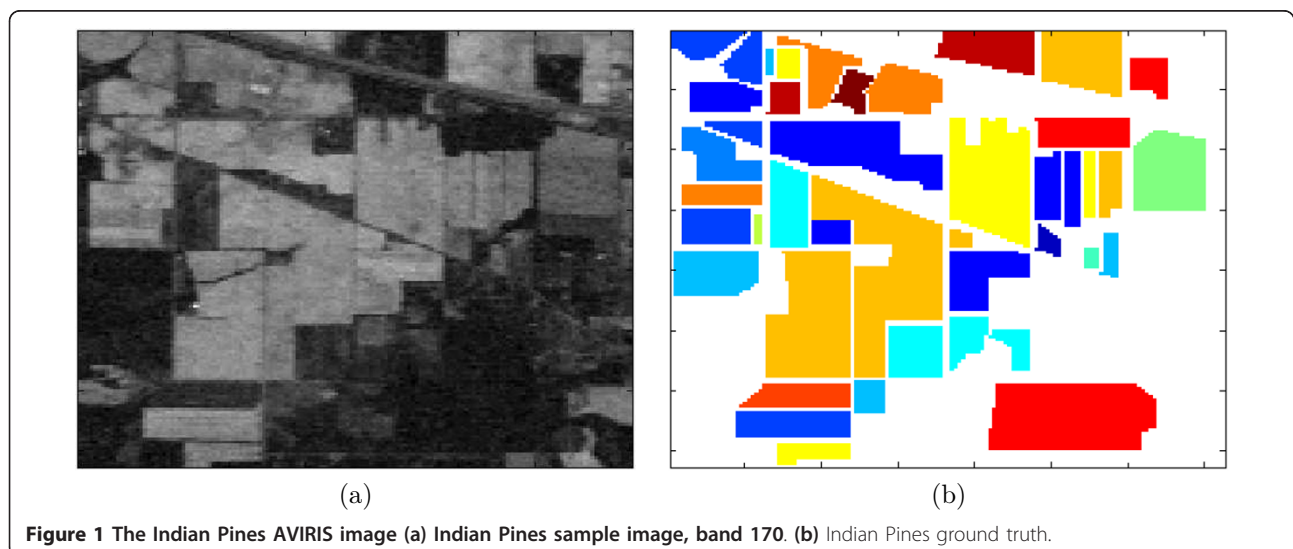 (a)
(b)
Figure 1 The Indian Pines AVIRIS image (a) Indian Pines sample image, band 170. (b) Indian Pines ground truth.